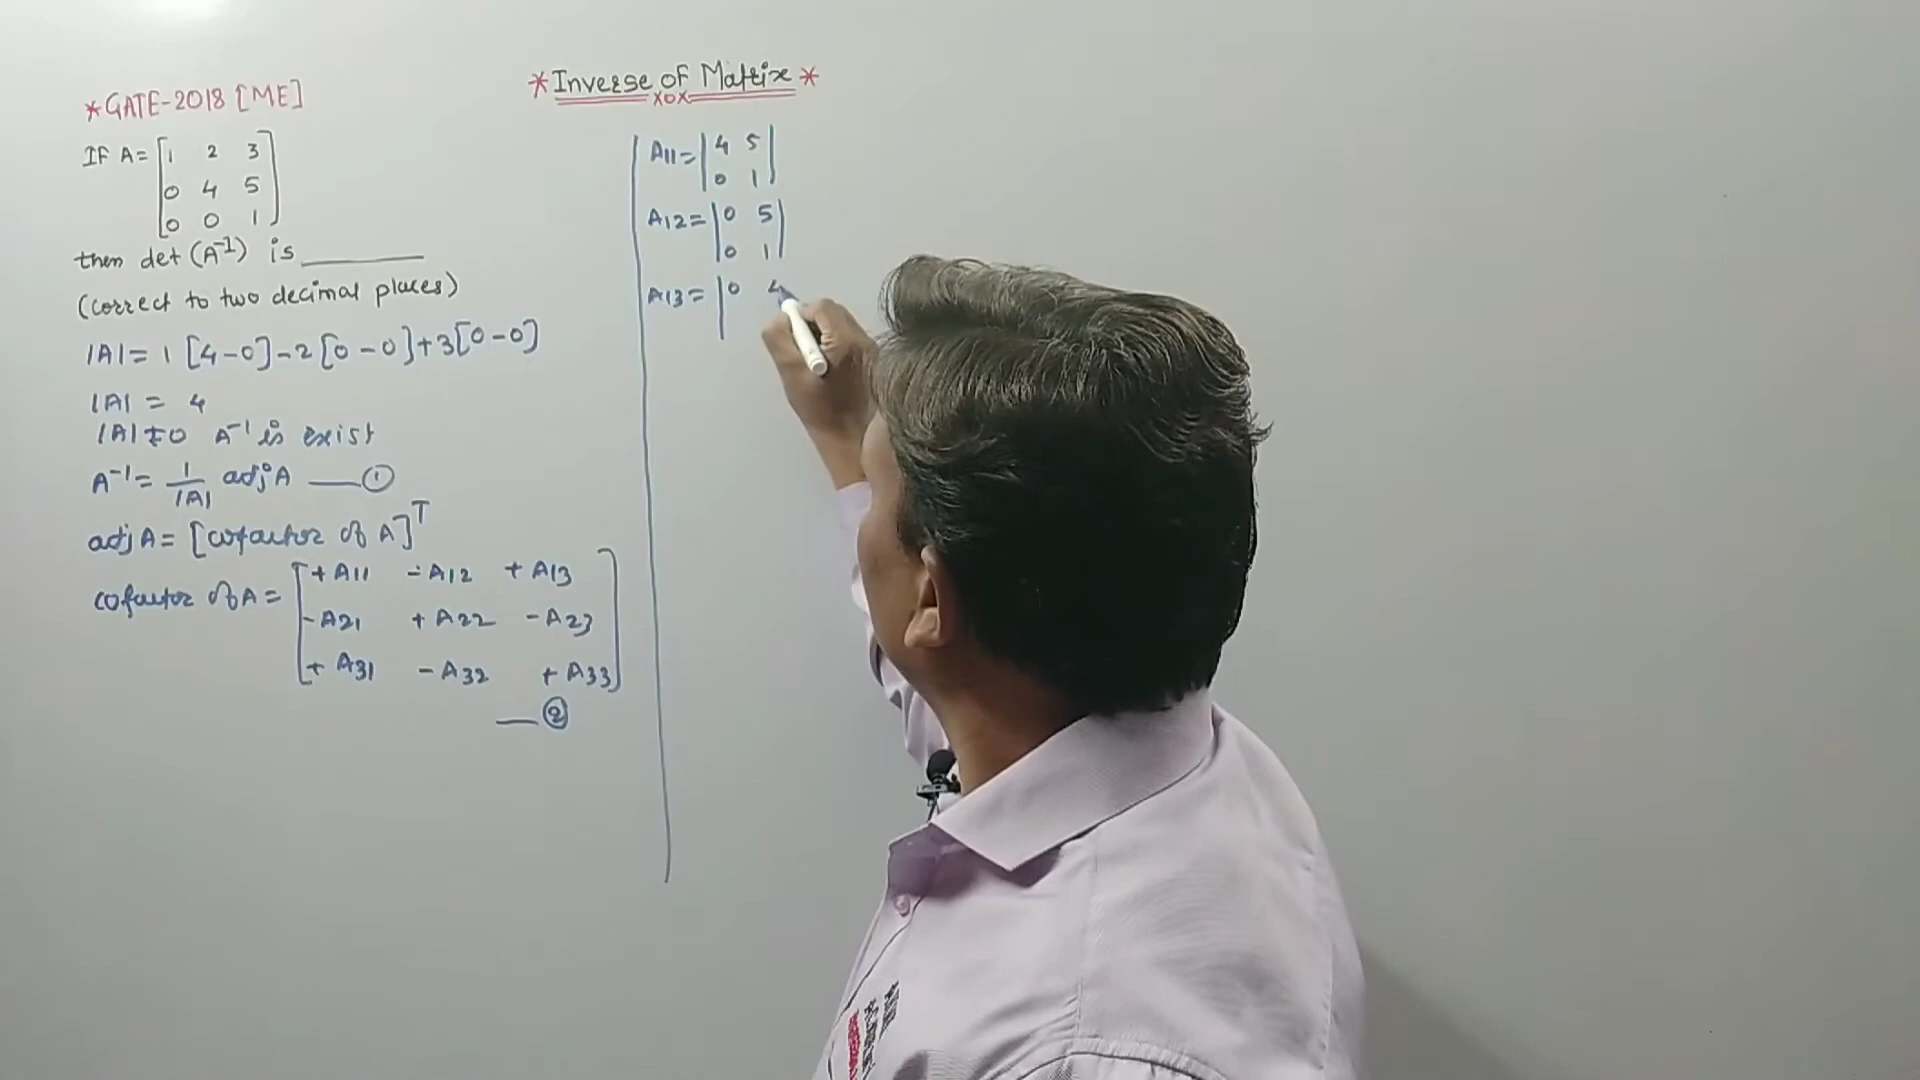 *Inverse of Matrix*
xox
*GATE-2018 [ME]
IF A= [1 2 3
0 4 5
0 0 1]
then det (A⁻¹) is ______
(correct to two decimal places)
|A| = 1 [4-0] - 2 [0-0] + 3 [0-0]
|A| = 4
|A| ≠ 0 A⁻¹ is exist
A⁻¹ = 1/|A| adjA —— ①
adj A = [cofactor of A]ᵀ
cofactor of A = [+A11 -A12 +A13
-A21 +A22 -A23
+A31 -A32 +A33]
— ②
A11 = |4 5
0 1|
A12 = |0 5
0 1|
A13 = |0 4